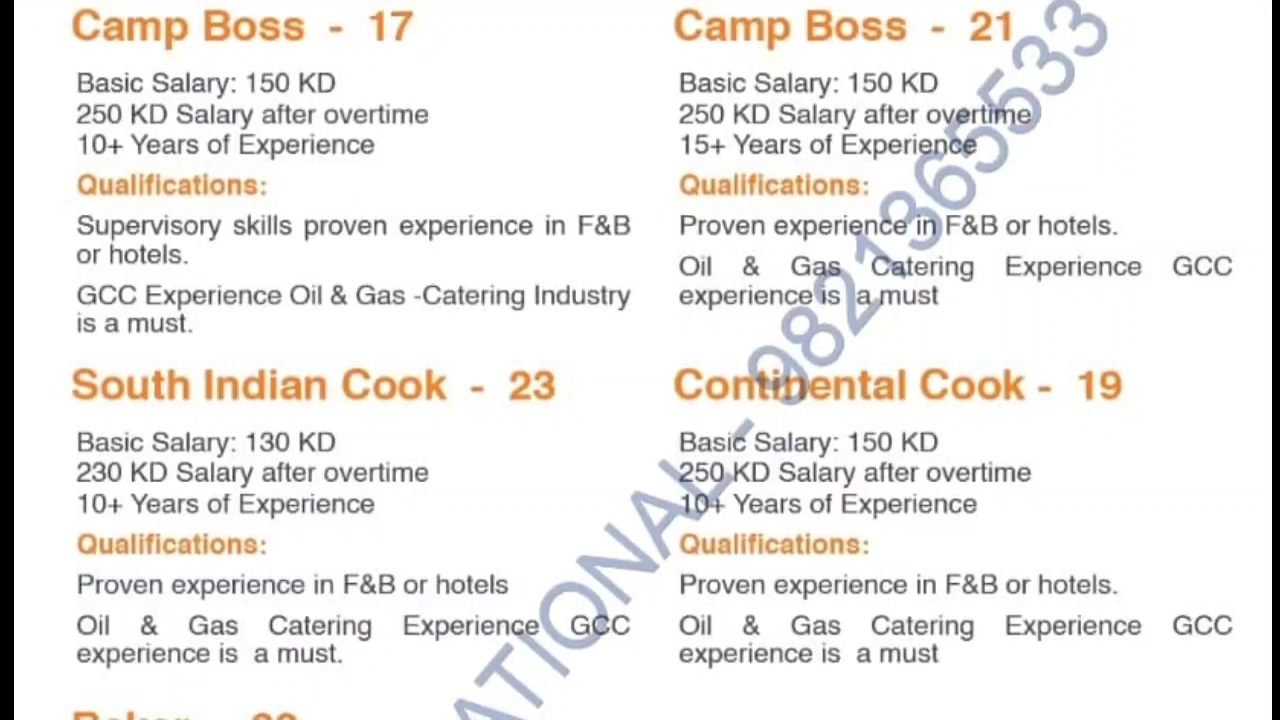 Camp Boss - 17
Basic Salary: 150 KD
250 KD Salary after overtime
10+ Years of Experience
Qualifications:
Supervisory skills proven experience in F&B
or hotels.
GCC Experience Oil & Gas -Catering Industry
is a must.
Camp Boss - 21
Basic Salary: 150 KD
250 KD Salary after overtime
15+ Years of Experience
Qualifications:
Proven experience in F&B or hotels.
Oil & Gas Catering Experience GCC
experience is a must
South Indian Cook - 23
Basic Salary: 130 KD
230 KD Salary after overtime
10+ Years of Experience
Qualifications:
Proven experience in F&B or hotels
Oil & Gas Catering Experience GCC
experience is a must.
Continental Cook - 19
Basic Salary: 150 KD
250 KD Salary after overtime
10+ Years of Experience
Qualifications:
Proven experience in F&B or hotels.
Oil & Gas Catering Experience GCC
experience is a must
ATIONAL - 9821365533